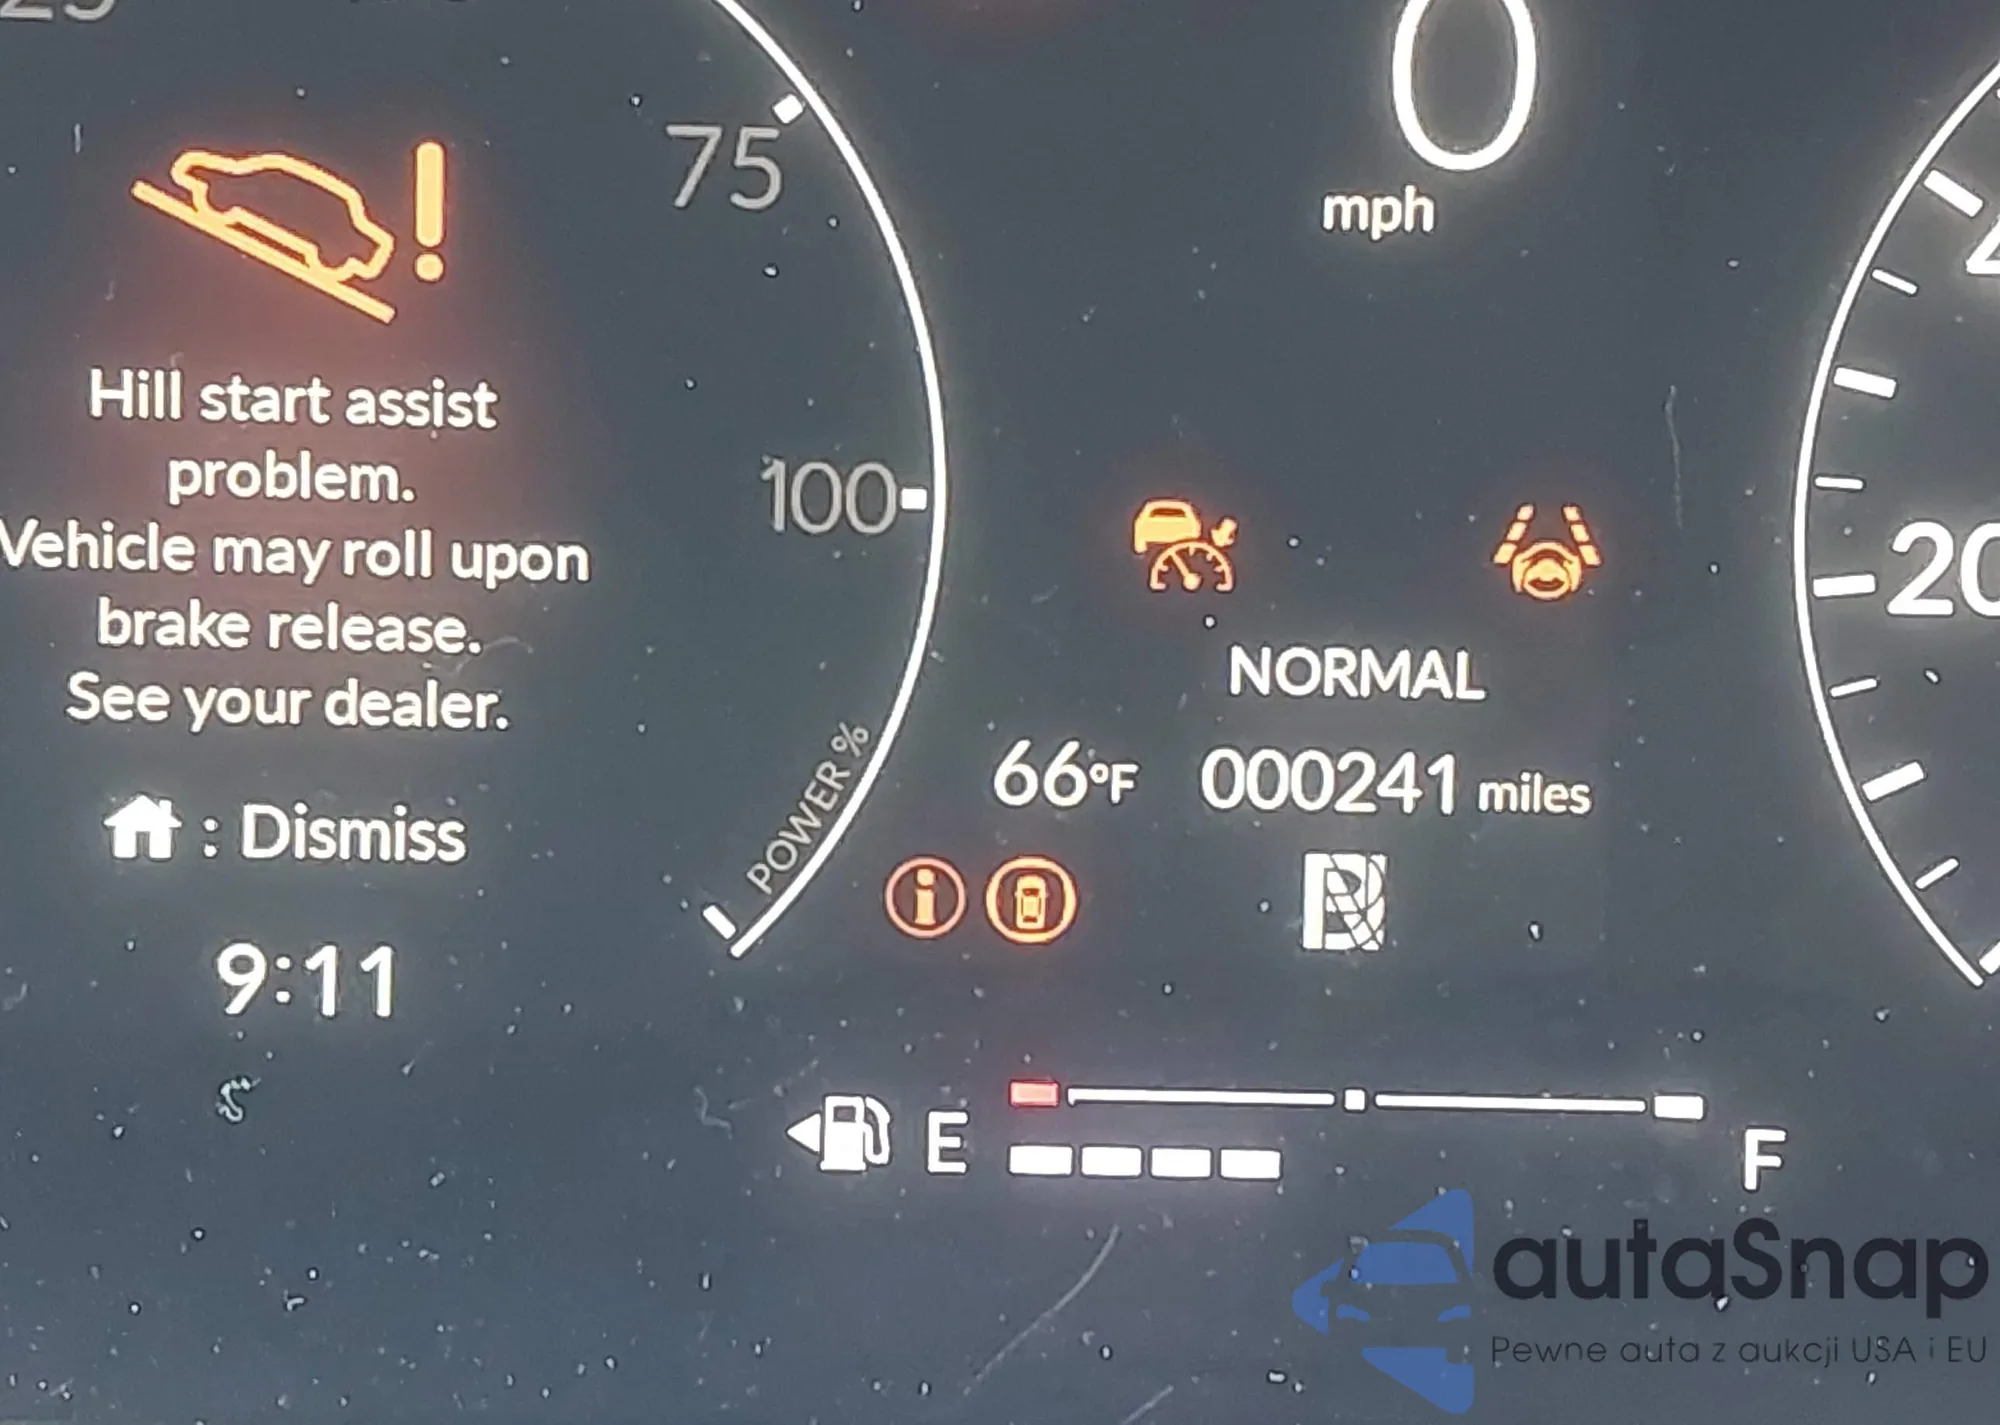 75
0
mph
Hill start assist
problem.
Vehicle may roll upon
brake release.
See your dealer.
100
20
NORMAL
POWER %
66°F 000241 miles
: Dismiss
9:11
E
F
autaSnap
Pewne auta z aukcji USA i EU